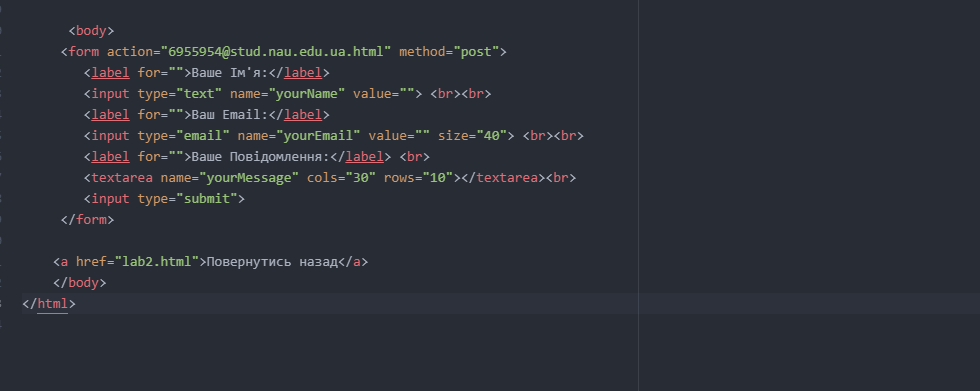 <body>
<form action="6955954@stud.nau.edu.ua.html" method="post">
<label for="">Ваше Ім'я:</label>
<input type="text" name="yourName" value=""> <br><br>
<label for="">Ваш Email:</label>
<input type="email" name="yourEmail" value="" size="40"> <br><br>
<label for="">Ваше Повідомлення:</label> <br>
<textarea name="yourMessage" cols="30" rows="10"></textarea><br>
<input type="submit">
</form>
<a href="lab2.html">Повернутись назад</a>
</body>
</html>